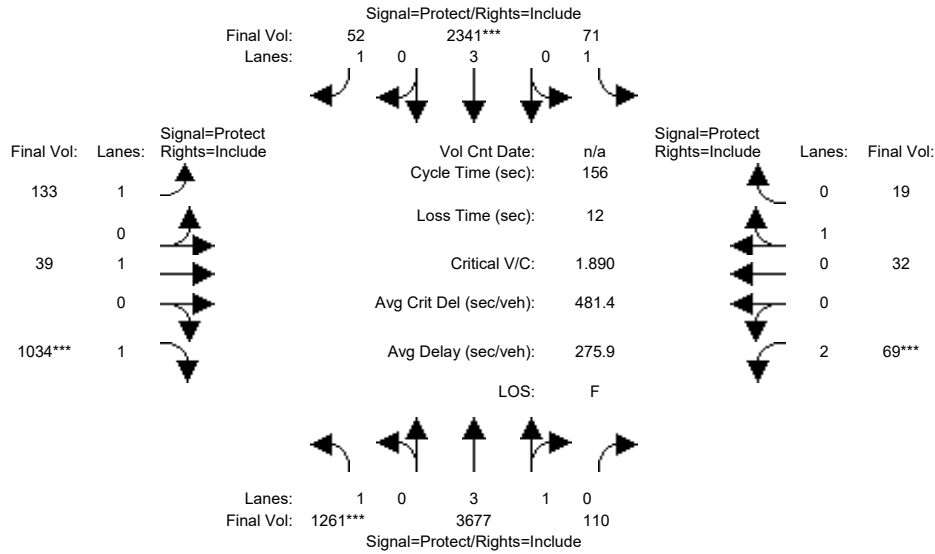 Signal=Protect/Rights=Include
Final Vol: 52 2341*** 71
Lanes: 1 0 3 0 1
Signal=Protect
Final Vol: Lanes: Rights=Include
Vol Cnt Date: n/a
Signal=Protect
Rights=Include Lanes: Final Vol:
Cycle Time (sec): 156
133 1
0 19
Loss Time (sec): 12
0
1
39 1
Critical V/C: 1.890
0 32
0
Avg Crit Del (sec/veh): 481.4
0
1034*** 1
Avg Delay (sec/veh): 275.9
2 69***
LOS: F
Lanes: 1 0 3 1 0
Final Vol: 1261*** 3677 110
Signal=Protect/Rights=Include